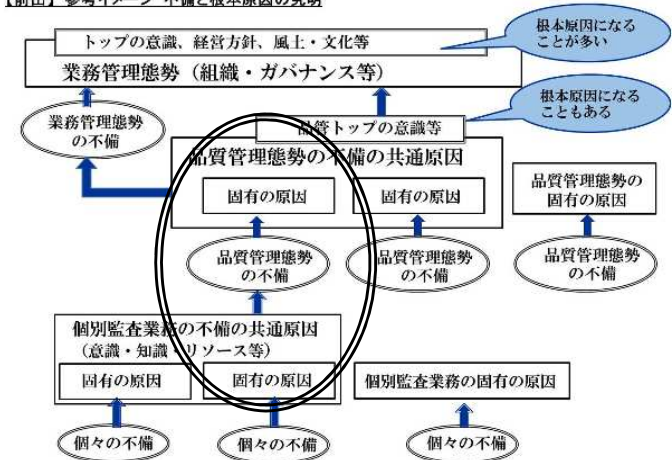 【前出】参考イメージ 不備と根本原因の究明
トップの意識、経営方針、風土・文化等
根本原因になる
ことが多い
業務管理態勢（組織・ガバナンス等）
業務管理態勢
の不備
品管トップの意識等
根本原因になる
こともある
品質管理態勢の不備の共通原因
固有の原因
固有の原因
品質管理態勢の
固有の原因
品質管理態勢
の不備
品質管理態勢
の不備
品質管理態勢
の不備
個別監査業務の不備の共通原因
（意識・知識・リソース等）
固有の原因
固有の原因
個別監査業務の固有の原因
個々の不備
個々の不備
個々の不備